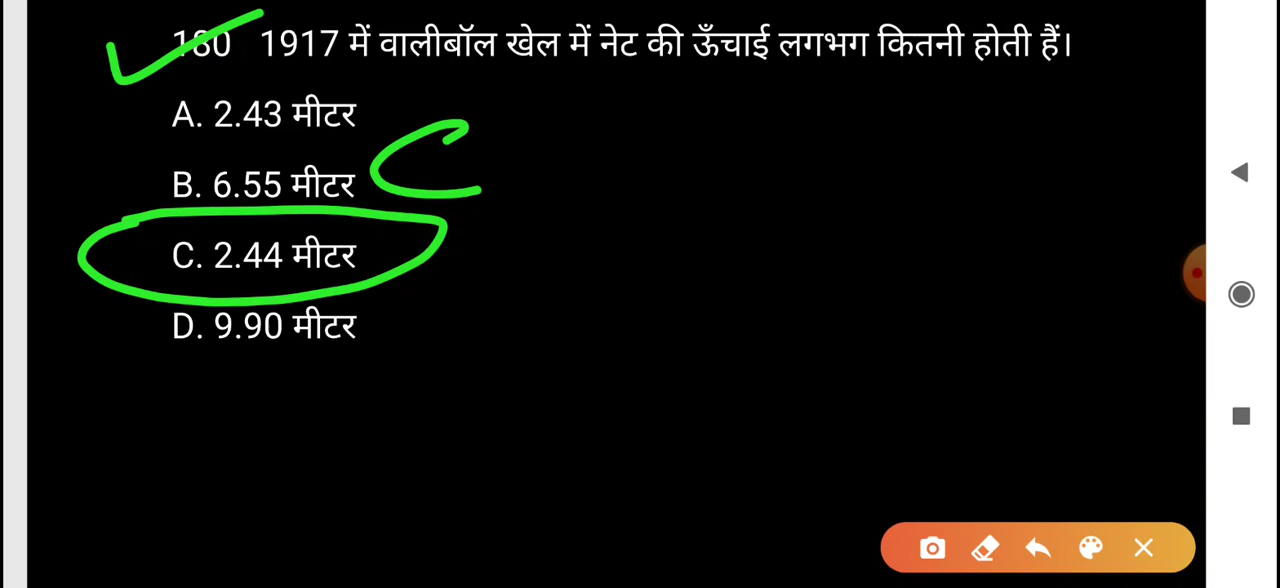 180 1917 में वालीबॉल खेल में नेट की ऊँचाई लगभग कितनी होती हैं।
A. 2.43 मीटर
B. 6.55 मीटर
C
C. 2.44 मीटर
D. 9.90 मीटर